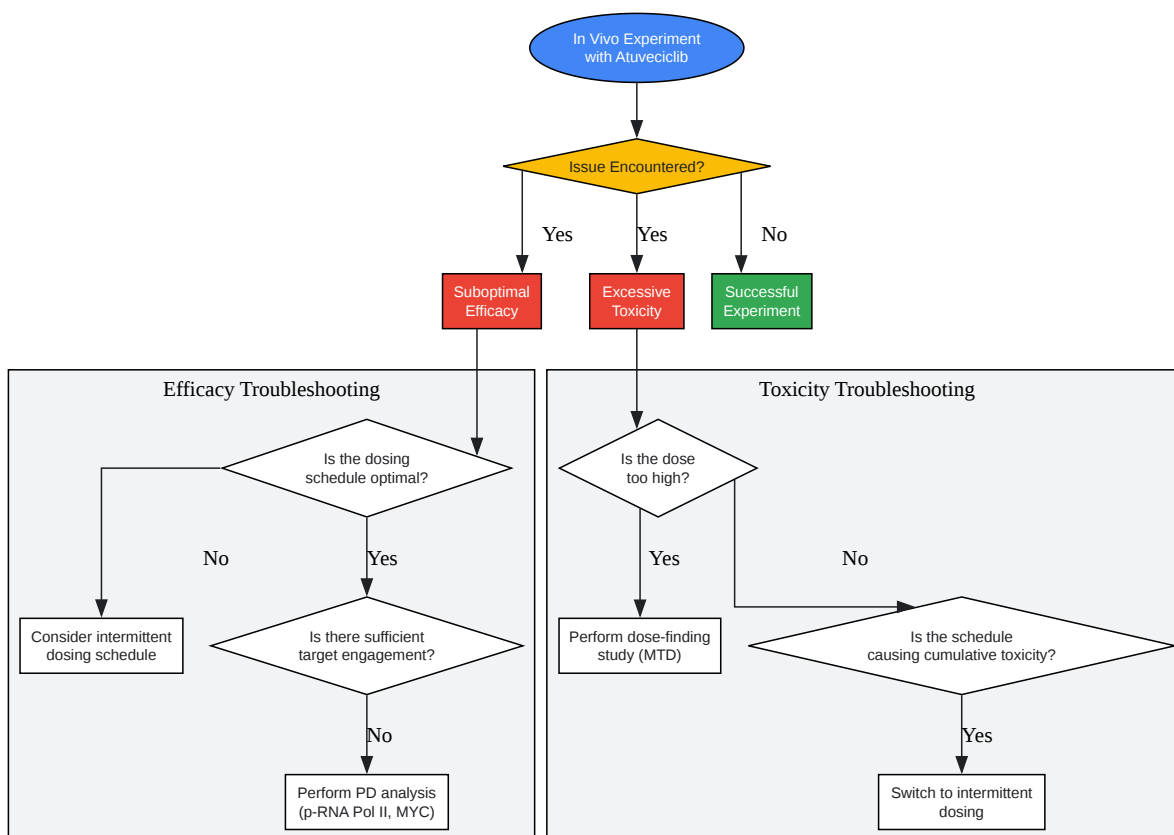 In Vivo Experiment
with Atuveciclib
Issue Encountered?
Yes
Yes
No
Suboptimal
Efficacy
Excessive
Toxicity
Successful
Experiment
Efficacy Troubleshooting
Is the dosing
schedule optimal?
No
Yes
Consider intermittent
dosing schedule
Is there sufficient
target engagement?
No
Perform PD analysis
(p-RNA Pol II, MYC)
Toxicity Troubleshooting
Is the dose
too high?
Yes
No
Perform dose-finding
study (MTD)
Is the schedule
causing cumulative toxicity?
Yes
Switch to intermittent
dosing